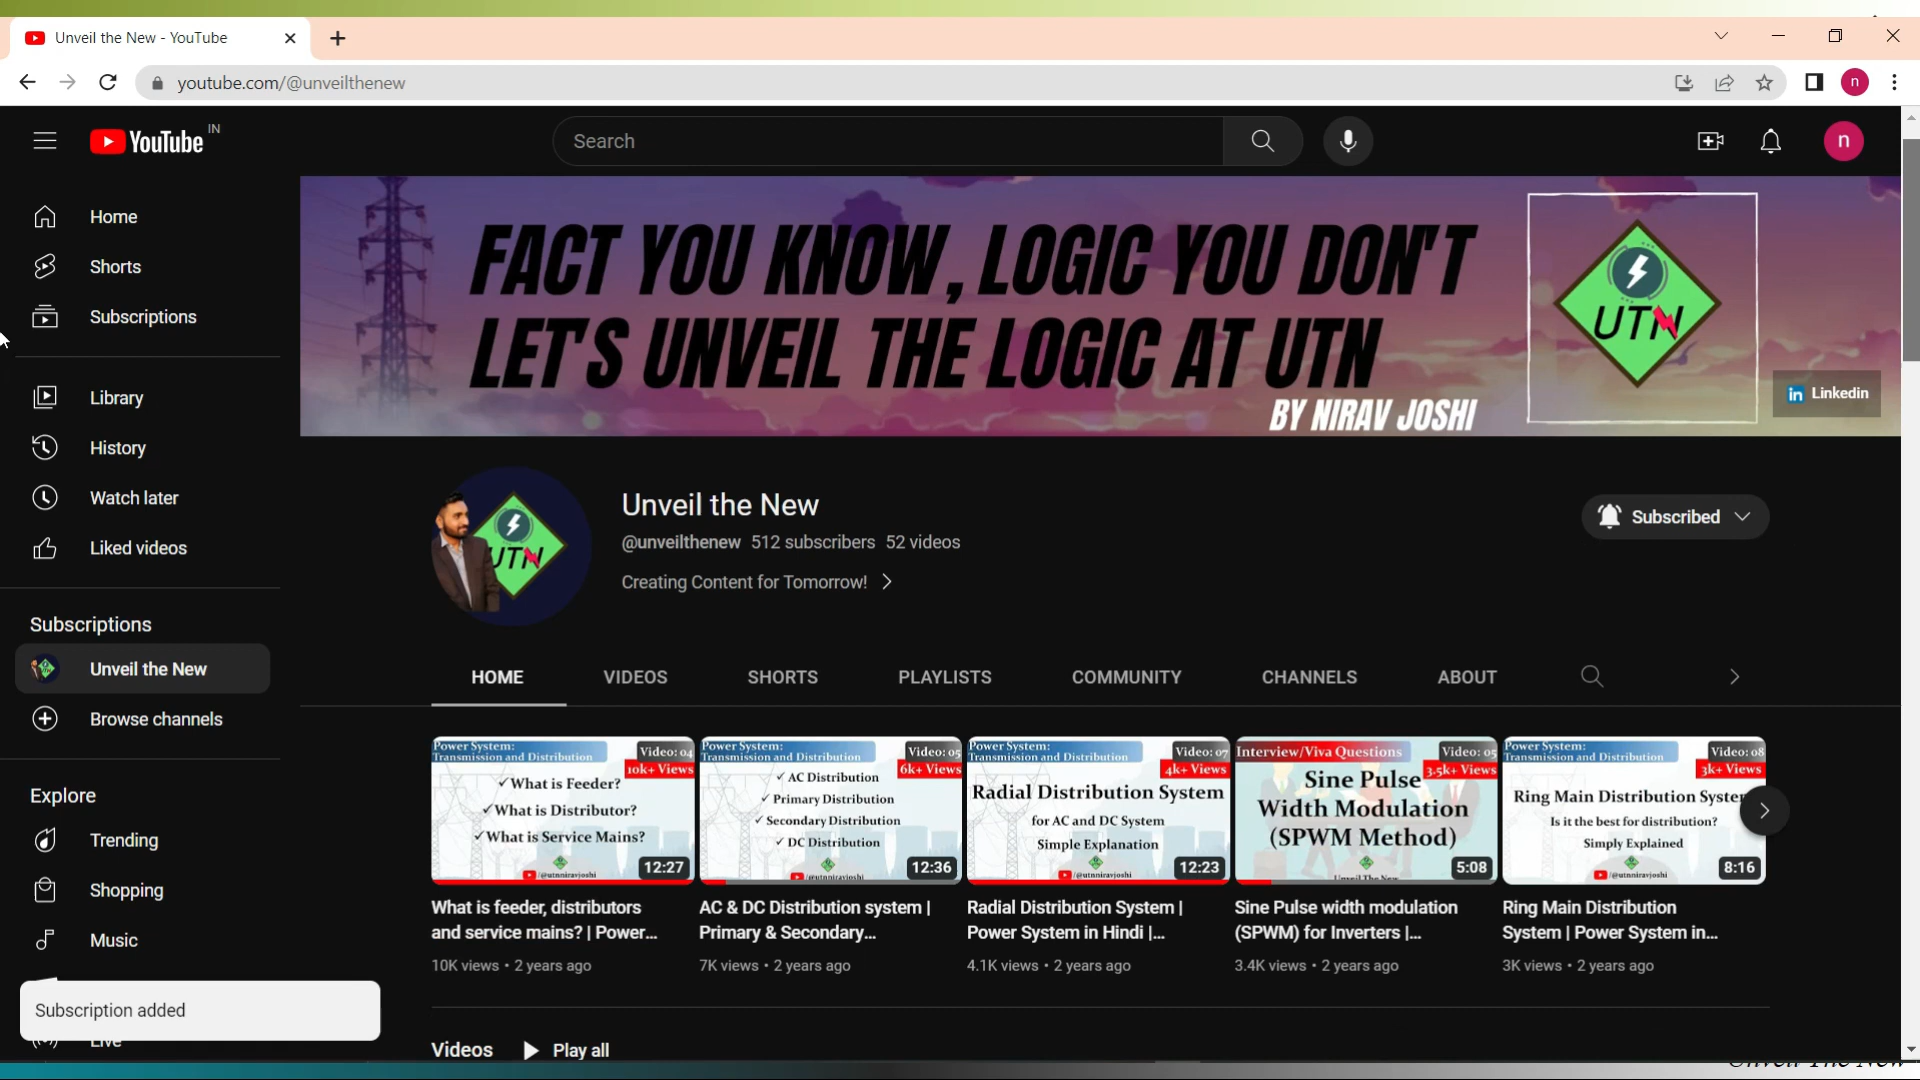 Unveil the New - YouTube
youtube.com/@unveilthenew
n
YouTube IN
Search
n
Home
Shorts
Subscriptions
Library
History
Watch later
Liked videos
Subscriptions
Unveil the New
Browse channels
Explore
Trending
Shopping
Music
Live
Subscription added
FACT YOU KNOW, LOGIC YOU DON'T
LET'S UNVEIL THE LOGIC AT UTN
BY NIRAV JOSHI
UTN
in Linkedin
UTN
Unveil the New
@unveilthenew 512 subscribers 52 videos
Creating Content for Tomorrow!
Subscribed
HOME VIDEOS SHORTS PLAYLISTS COMMUNITY CHANNELS ABOUT
Power System:
Transmission and Distribution
Video: 04
10k+ Views
✓What is Feeder?
✓What is Distributor?
✓What is Service Mains?
/@utnniravjoshi
12:27
What is feeder, distributors
and service mains? | Power...
10K views • 2 years ago
Power System:
Transmission and Distribution
Video: 05
6k+ Views
✓ AC Distribution
✓ Primary Distribution
✓ Secondary Distribution
✓ DC Distribution
/@utnniravjoshi
12:36
AC & DC Distribution system |
Primary & Secondary...
7K views • 2 years ago
Power System:
Transmission and Distribution
Video: 07
4k+ Views
Radial Distribution System
for AC and DC System
Simple Explanation
/@utnniravjoshi
12:23
Radial Distribution System |
Power System in Hindi |...
4.1K views • 2 years ago
Interview/Viva Questions
Video: 05
3.5k+ Views
Sine Pulse
Width Modulation
(SPWM Method)
Unveil The New
5:08
Sine Pulse width modulation
(SPWM) for Inverters |...
3.4K views • 2 years ago
Power System:
Transmission and Distribution
Video: 08
3k+ Views
Ring Main Distribution System
Is it the best for distribution?
Simply Explained
/@utnniravjoshi
8:16
Ring Main Distribution
System | Power System in...
3K views • 2 years ago
Videos Play all
Unveil The New